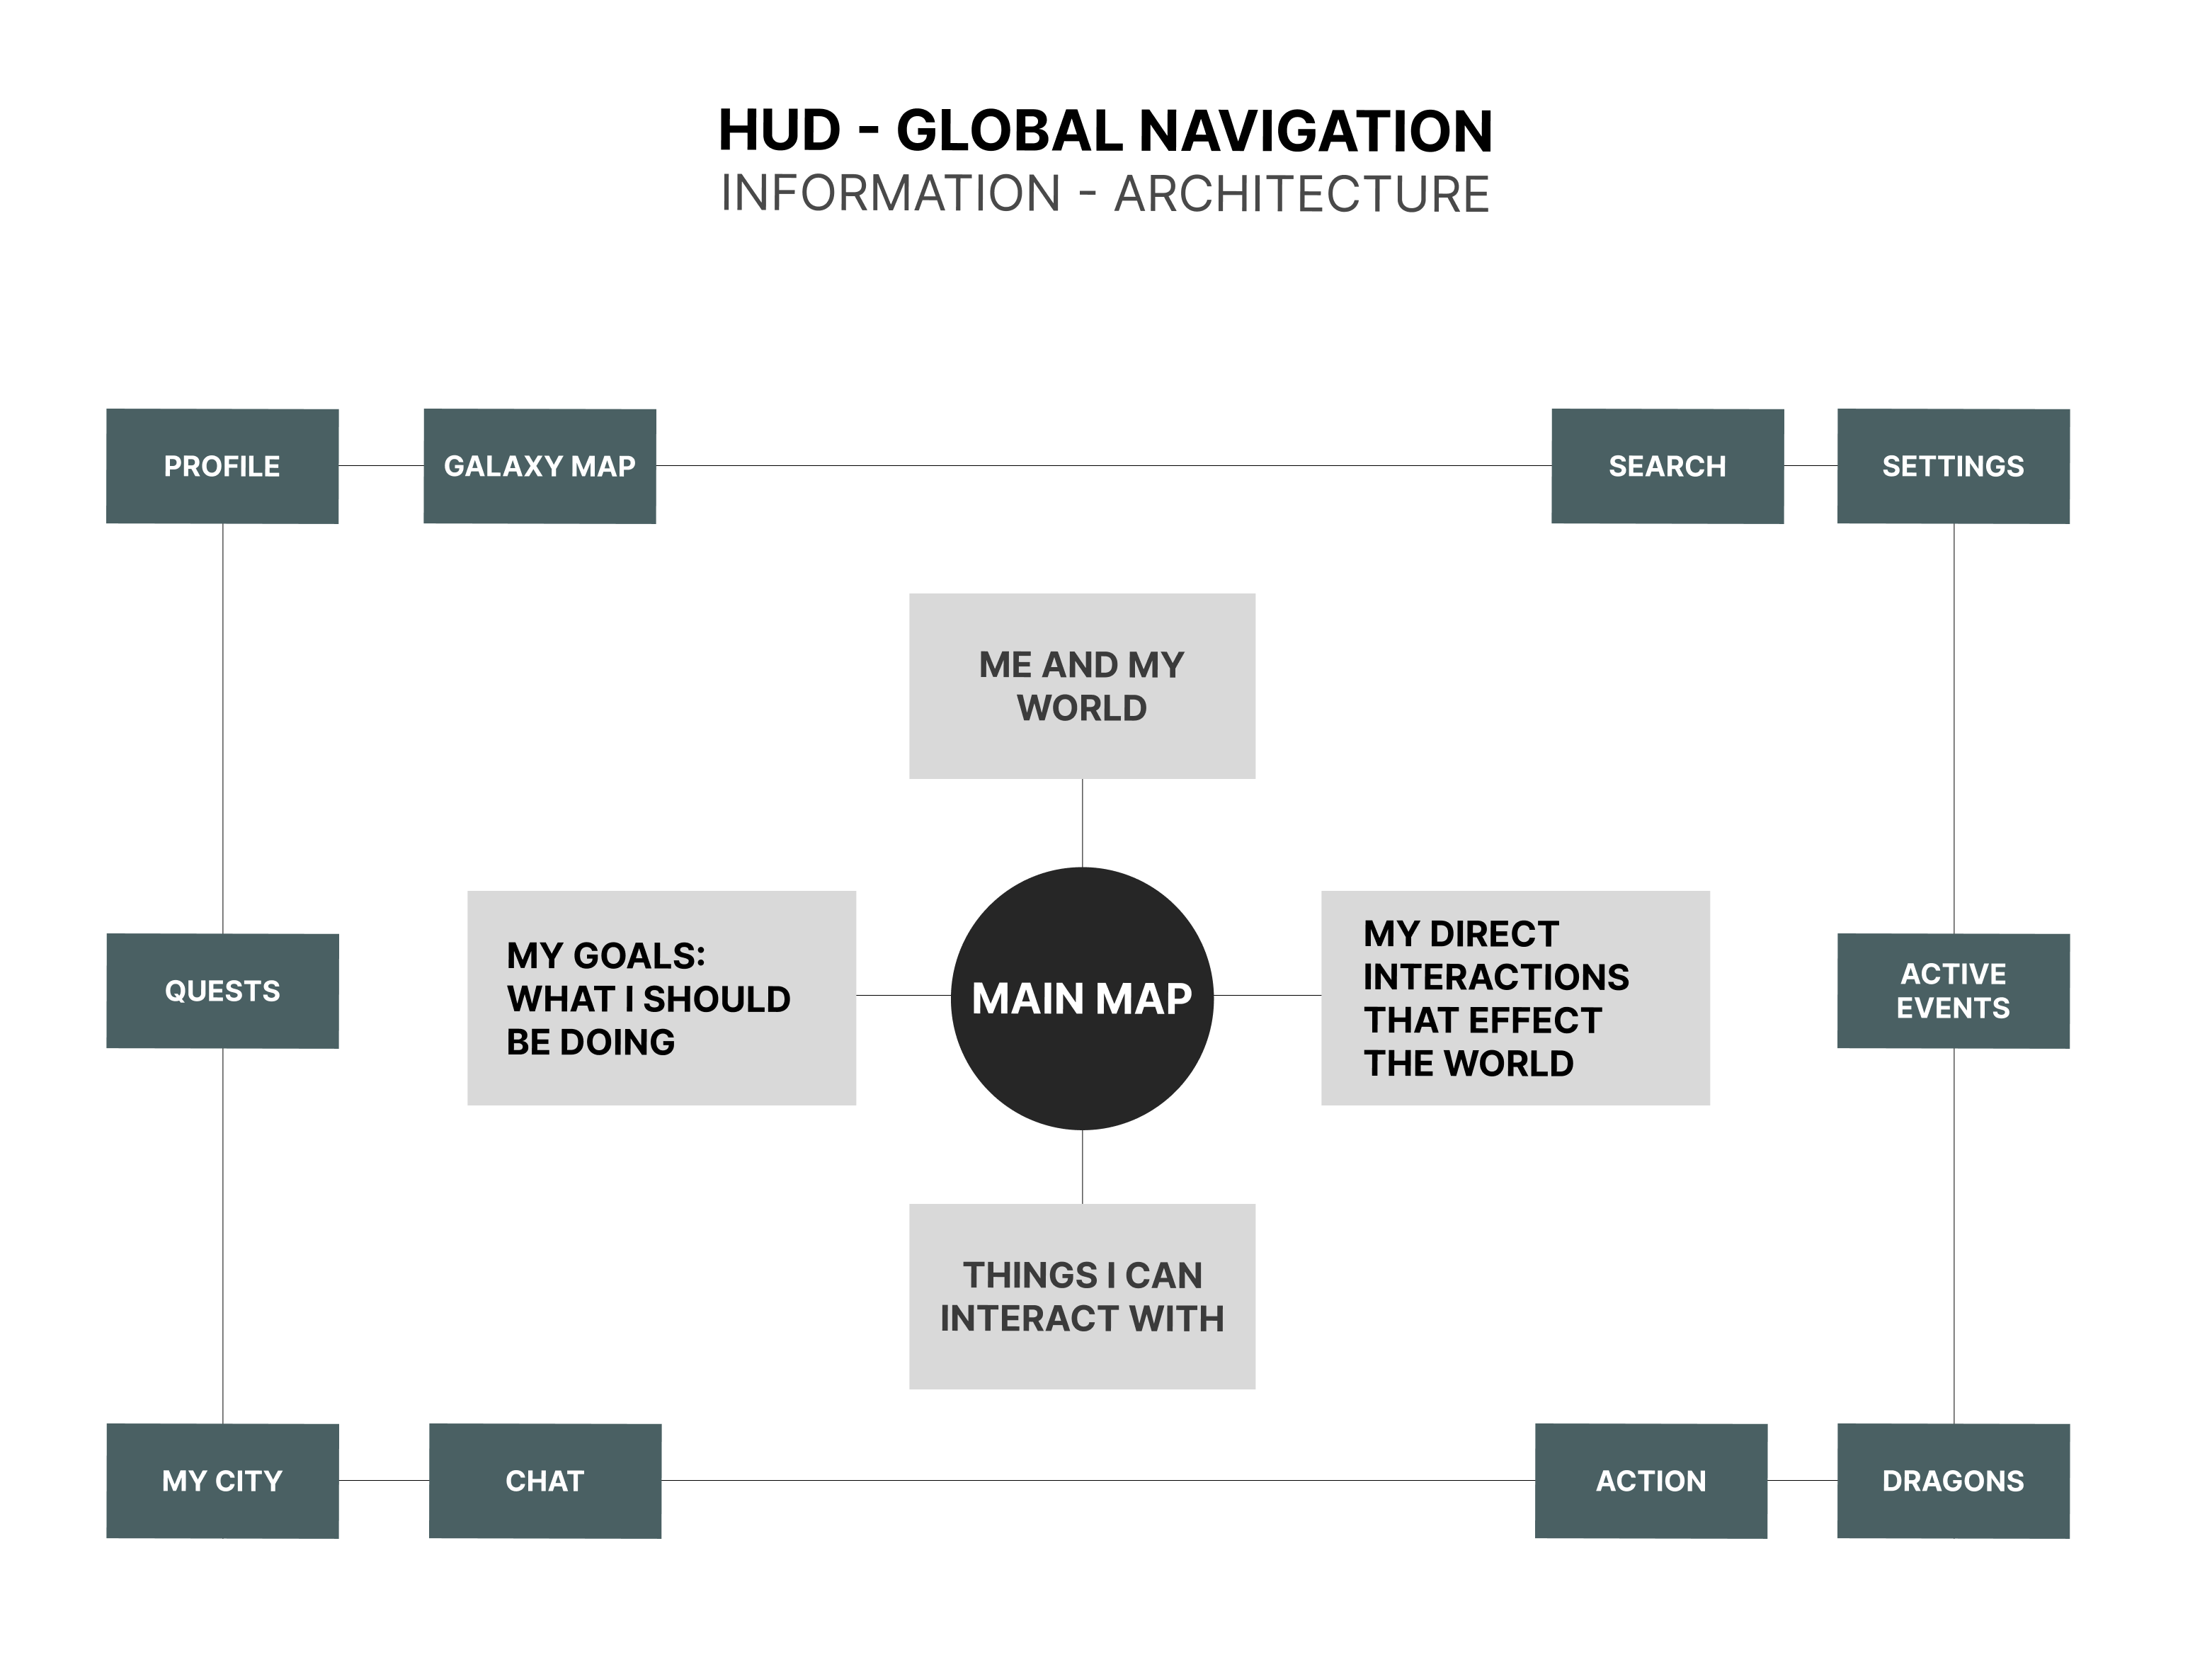 HUD - GLOBAL NAVIGATION
INFORMATION - ARCHITECTURE
PROFILE
GALAXY MAP
SEARCH
SETTINGS
ME AND MY
WORLD
QUESTS
MY GOALS:
WHAT I SHOULD
BE DOING
MAIN MAP
MY DIRECT
INTERACTIONS
THAT EFFECT
THE WORLD
ACTIVE
EVENTS
THINGS I CAN
INTERACT WITH
MY CITY
CHAT
ACTION
DRAGONS